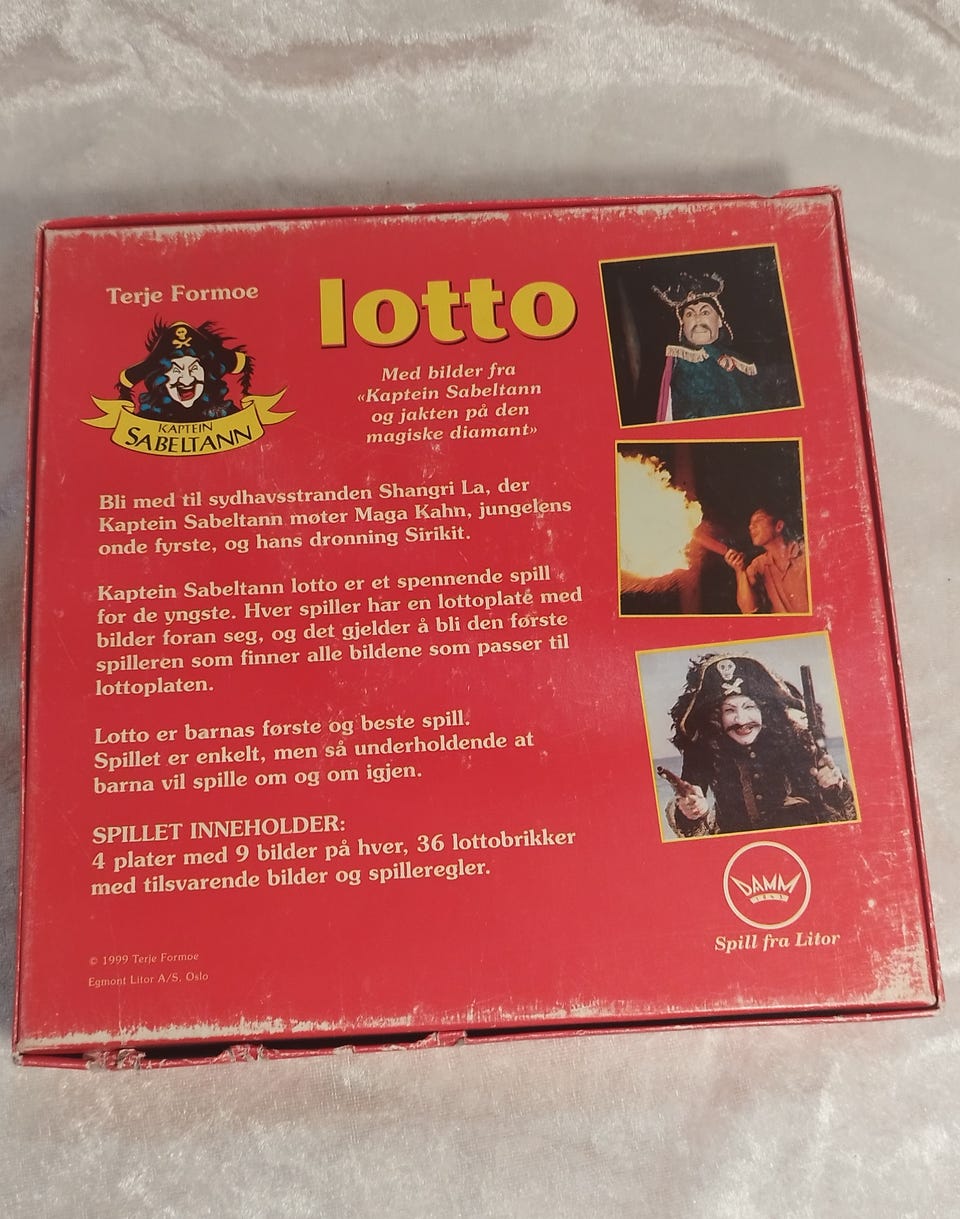 Terje Formoe
KAPTEIN
SABELTANN
lotto
Med bilder fra
«Kaptein Sabeltann
og jakten på den
magiske diamant»
Bli med til sydhavsstranden Shangri La, der
Kaptein Sabeltann møter Maga Kahn, jungelens
onde fyrste, og hans dronning Sirikit.
Kaptein Sabeltann lotto er et spennende spill
for de yngste. Hver spiller har en lottoplate med
bilder foran seg, og det gjelder å bli den første
spilleren som finner alle bildene som passer til
lottoplaten.
Lotto er barnas første og beste spill.
Spillet er enkelt, men så underholdende at
barna vil spille om og om igjen.
SPILLET INNEHOLDER:
4 plater med 9 bilder på hver, 36 lottobrikker
med tilsvarende bilder og spilleregler.
DAMM
Spill fra Litor
© 1999 Terje Formoe
Egmont Litor A/S, Oslo